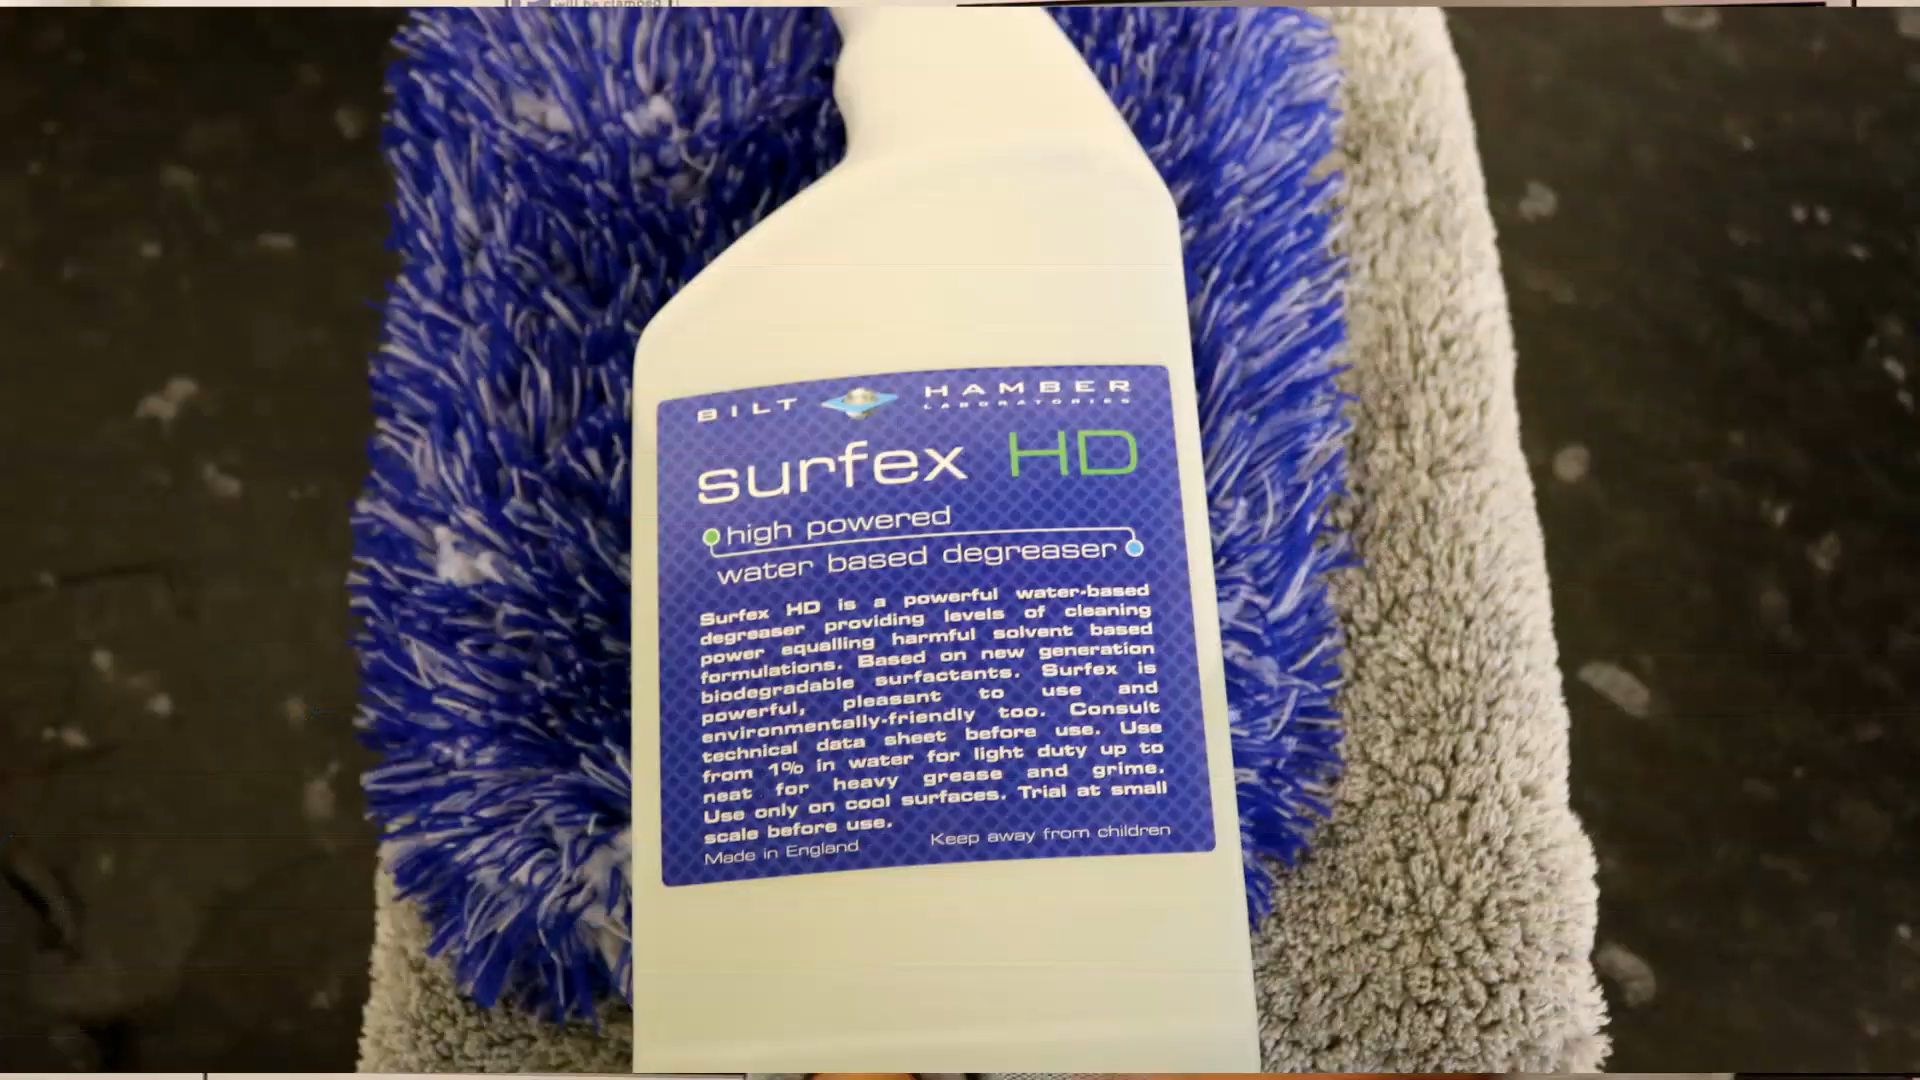 will be clamped
BILT HAMBER
LABORATORIES
surfex HD
high powered
water based degreaser
Surfex HD is a powerful water-based
degreaser providing levels of cleaning
power equalling harmful solvent based
formulations. Based on new generation
biodegradable surfactants. Surfex is
powerful, pleasant to use and
environmentally-friendly too. Consult
technical data sheet before use. Use
from 1% in water for light duty up to
neat for heavy grease and grime.
Use only on cool surfaces. Trial at small
scale before use.
Made in England
Keep away from children